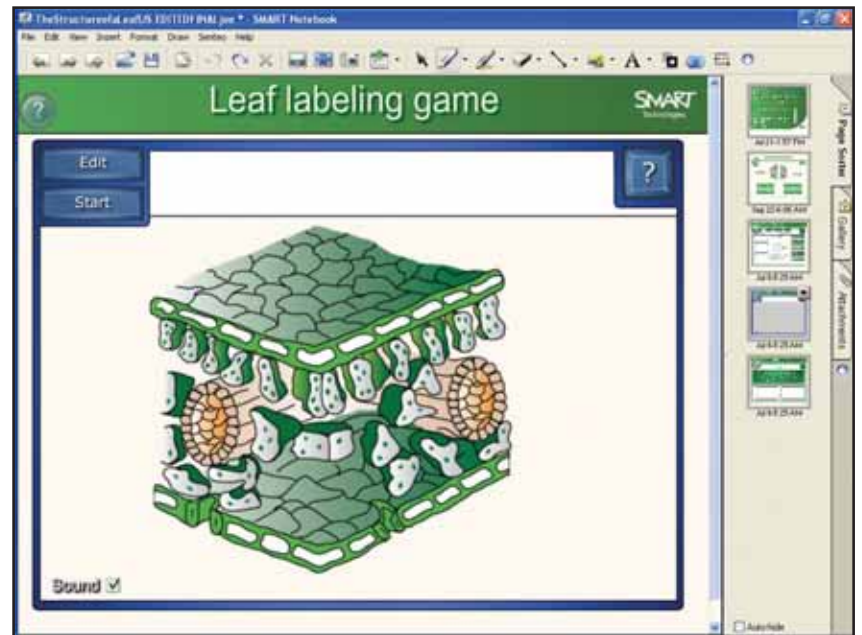 SMART Notebook
File Edit View Insert Format Draw Senteo Help
Leaf labeling game
SMART
Technologies
?
Edit
Start
?
Sound
Page Sorter
Gallery
Attachments
Auto-hide